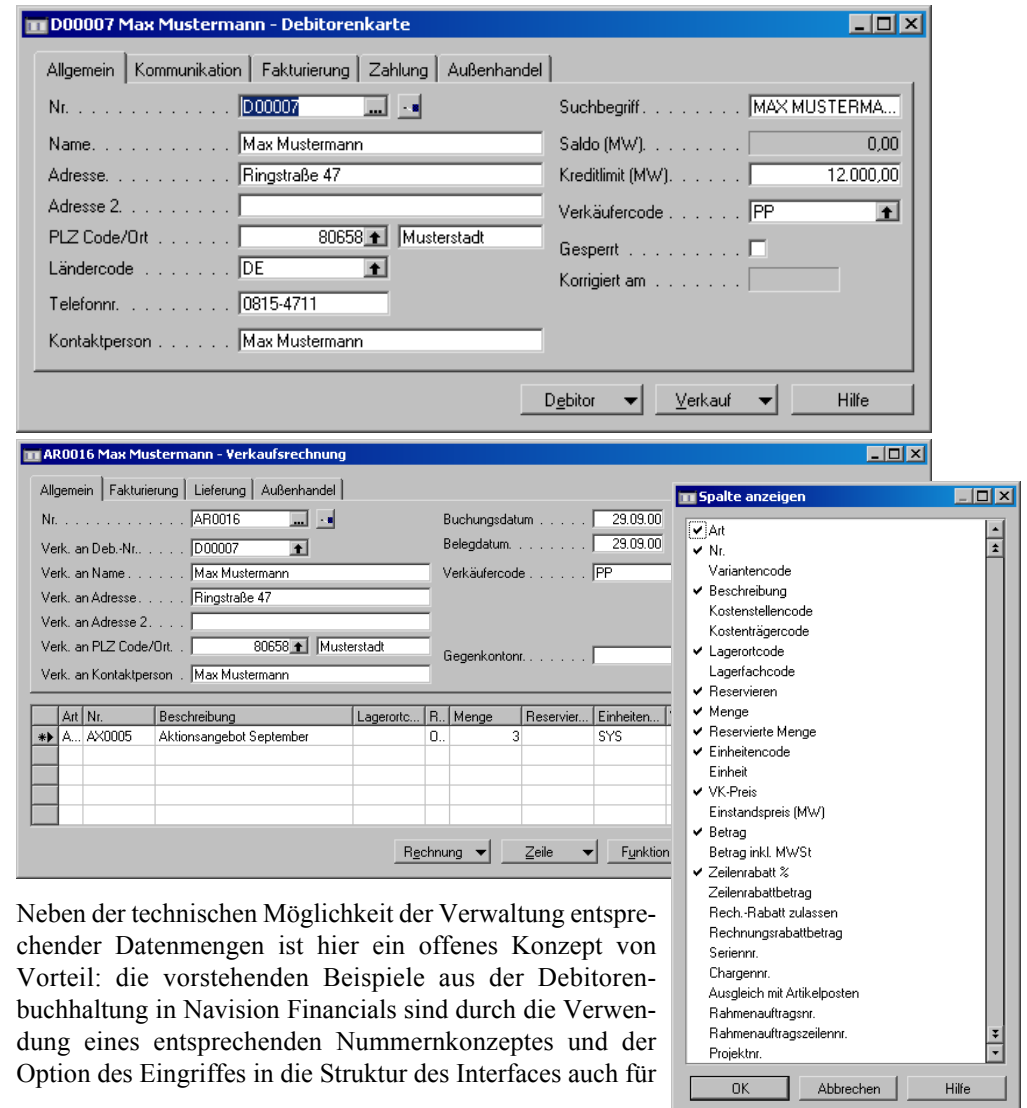 D00007 Max Mustermann - Debitorenkarte
Allgemein Kommunikation Fakturierung Zahlung Außenhandel
Nr. . . . . . . . . . . . . D00007 ...
Name. . . . . . . . . . . Max Mustermann
Adresse. . . . . . . . . . Ringstraße 47
Adresse 2. . . . . . . . .
PLZ Code/Ort . . . . . . 80658 Musterstadt
Ländercode . . . . . . . DE
Telefonnr. . . . . . . . . 0815-4711
Kontaktperson . . . . . . Max Mustermann
Suchbegriff. . . . . . . . MAX MUSTERMA...
Saldo (MW). . . . . . . . 0,00
Kreditlimit (MW). . . . . . 12.000,00
Verkäufercode . . . . . . PP
Gesperrt . . . . . . . . .
Korrigiert am . . . . . . .
Debitor Verkauf Hilfe
AR0016 Max Mustermann - Verkaufsrechnung
Allgemein Fakturierung Lieferung Außenhandel
Nr. . . . . . . . . . . . . AR0016 ...
Verk. an Deb.-Nr.. . . . . D00007
Verk. an Name . . . . . . Max Mustermann
Verk. an Adresse. . . . . Ringstraße 47
Verk. an Adresse 2. . . .
Verk. an PLZ Code/Ort. . 80658 Musterstadt
Verk. an Kontaktperson . Max Mustermann
Buchungsdatum . . . . . 29.09.00
Belegdatum. . . . . . . . 29.09.00
Verkäufercode . . . . . . PP
Gegenkontonr. . . . . . .
Art Nr. Beschreibung Lagerortc... R.. Menge Reservier... Einheiten...
A... AX0005 Aktionsangebot September O.. 3 SYS
Rechnung Zeile Funktion
Spalte anzeigen
Art
Nr.
Variantencode
Beschreibung
Kostenstellencode
Kostenträgercode
Lagerortcode
Lagerfachcode
Reservieren
Menge
Reservierte Menge
Einheitencode
Einheit
VK-Preis
Einstandspreis (MW)
Betrag
Betrag inkl. MWSt
Zeilenrabatt %
Zeilenrabattbetrag
Rech.-Rabatt zulassen
Rechnungsrabattbetrag
Seriennr.
Chargennr.
Ausgleich mit Artikelposten
Rahmenauftragsnr.
Rahmenauftragszeilennr.
Projektnr.
OK Abbrechen Hilfe
Neben der technischen Möglichkeit der Verwaltung entspre-
chender Datenmengen ist hier ein offenes Konzept von
Vorteil: die vorstehenden Beispiele aus der Debitoren-
buchhaltung in Navision Financials sind durch die Verwen-
dung eines entsprechenden Nummernkonzeptes und der
Option des Eingriffes in die Struktur des Interfaces auch für